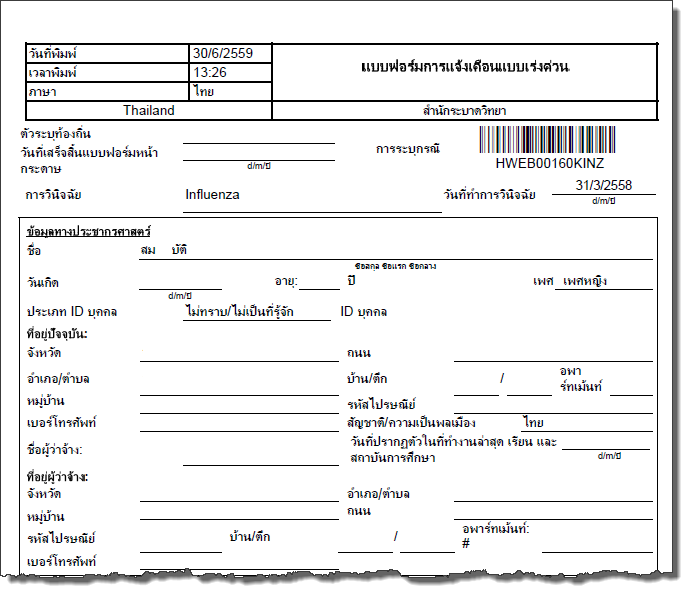 วันที่พิมพ์ 30/6/2559
เวลาพิมพ์ 13:26
ภาษา ไทย
แบบฟอร์มการแจ้งเตือนแบบเร่งด่วน
Thailand สำนักระบาดวิทยา
ตัวระบุท้องถิ่น
วันที่เสร็จสิ้นแบบฟอร์มหน้า
กระดาษ
d/m/ปี
การระบุกรณี
HWEB00160KINZ
การวินิจฉัย Influenza วันที่ทำการวินิจฉัย 31/3/2558
d/m/ปี
ข้อมูลทางประชากรศาสตร์
ชื่อ สม บัติ
ชื่อสกุล ชื่อแรก ชื่อกลาง
วันเกิด อายุ: ปี เพศ เพศหญิง
d/m/ปี
ประเภท ID บุคคล ไม่ทราบ/ไม่เป็นที่รู้จัก ID บุคคล
ที่อยู่ปัจจุบัน:
จังหวัด ถนน
อำเภอ/ตำบล บ้าน/ตึก / อพา
ร์ทเม้นท์
หมู่บ้าน รหัสไปรษณีย์
เบอร์โทรศัพท์ สัญชาติ/ความเป็นพลเมือง ไทย
ชื่อผู้ว่าจ้าง: วันที่ปรากฏตัวในที่ทำงานล่าสุด เรียน และ
สถาบันการศึกษา
d/m/ปี
ที่อยู่ผู้ว่าจ้าง:
จังหวัด อำเภอ/ตำบล
หมู่บ้าน ถนน
รหัสไปรษณีย์ บ้าน/ตึก / อพาร์ทเม้นท์:
#
เบอร์โทรศัพท์